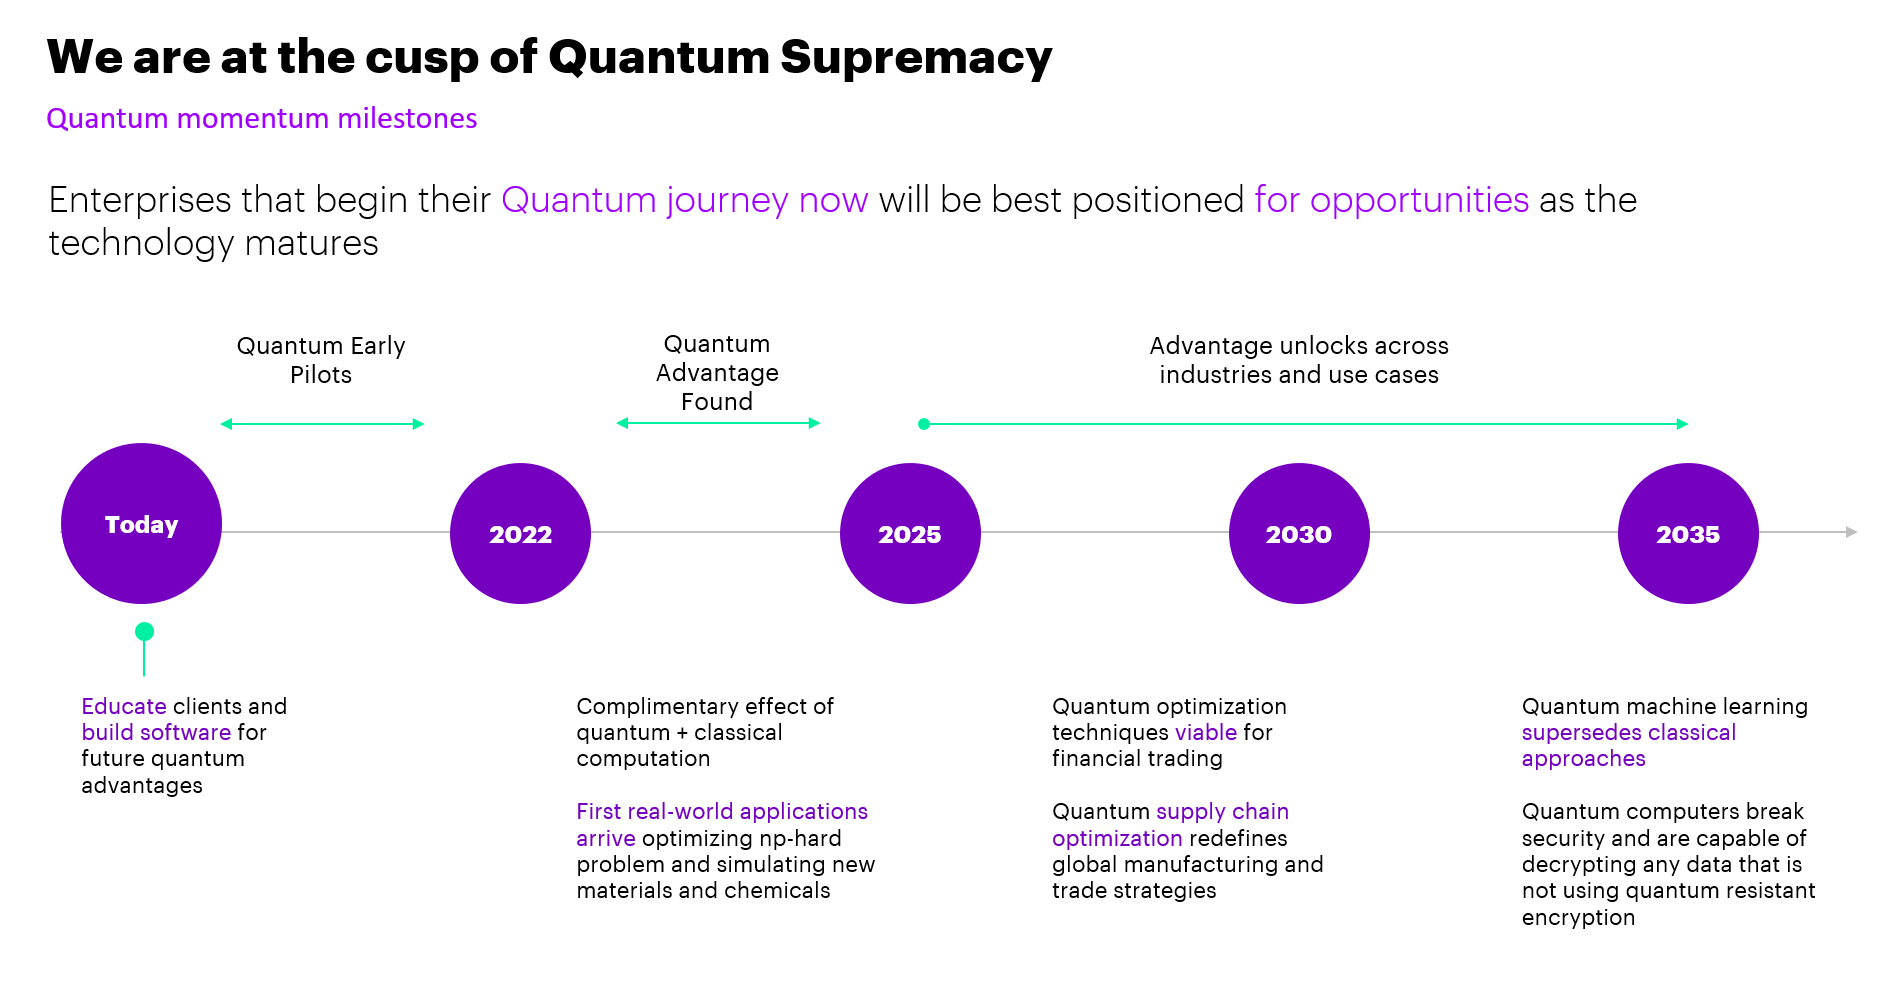 We are at the cusp of Quantum Supremacy
Quantum momentum milestones
Enterprises that begin their Quantum journey now will be best positioned for opportunities as the
technology matures
Quantum Early
Pilots
Quantum
Advantage
Found
Advantage unlocks across
industries and use cases
Today
2022
2025
2030
2035
Educate clients and
build software for
future quantum
advantages
Complimentary effect of
quantum + classical
computation
First real-world applications
arrive optimizing np-hard
problem and simulating new
materials and chemicals
Quantum optimization
techniques viable for
financial trading
Quantum supply chain
optimization redefines
global manufacturing and
trade strategies
Quantum machine learning
supersedes classical
approaches
Quantum computers break
security and are capable of
decrypting any data that is
not using quantum resistant
encryption